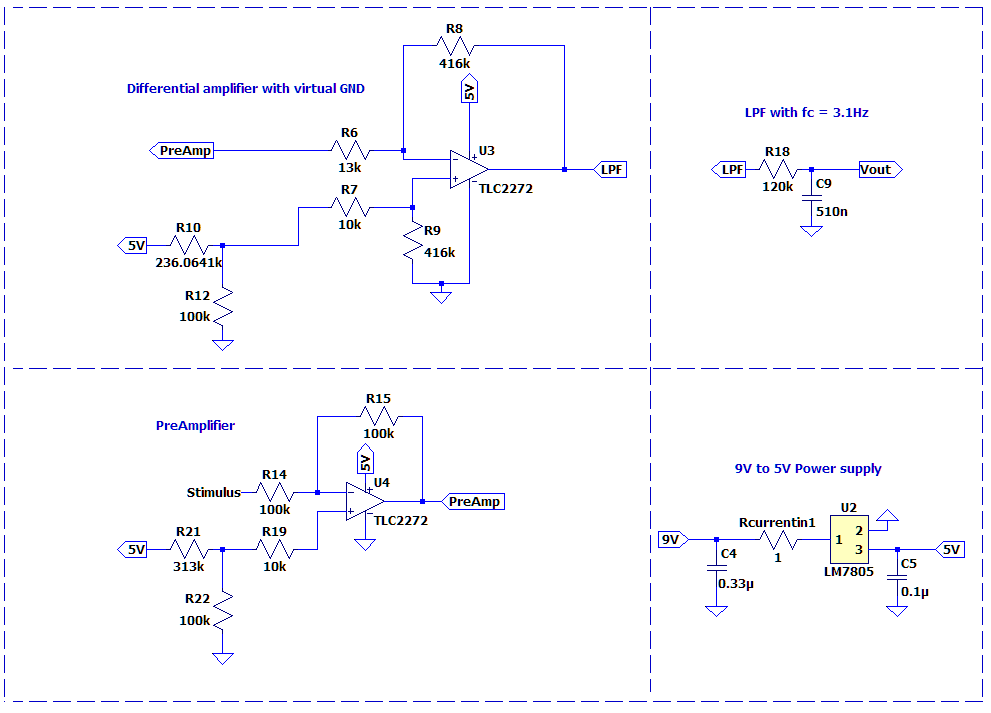 R8
416k
Differential amplifier with virtual GND
5V
LPF with fc = 3.1Hz
R6
PreAmp
13k
U3
TLC2272
LPF
R18
LPF
120k
Vout
C9
510n
R7
10k
R10
5V
236.0641k
R9
416k
R12
100k
R15
100k
PreAmplifier
5V
R14
Stimulus
100k
U4
TLC2272
PreAmp
R21
5V
313k
R19
10k
R22
100k
9V to 5V Power supply
9V
Rcurrentin1
1
C4
0.33µ
U2
1
2
3
LM7805
5V
C5
0.1µ